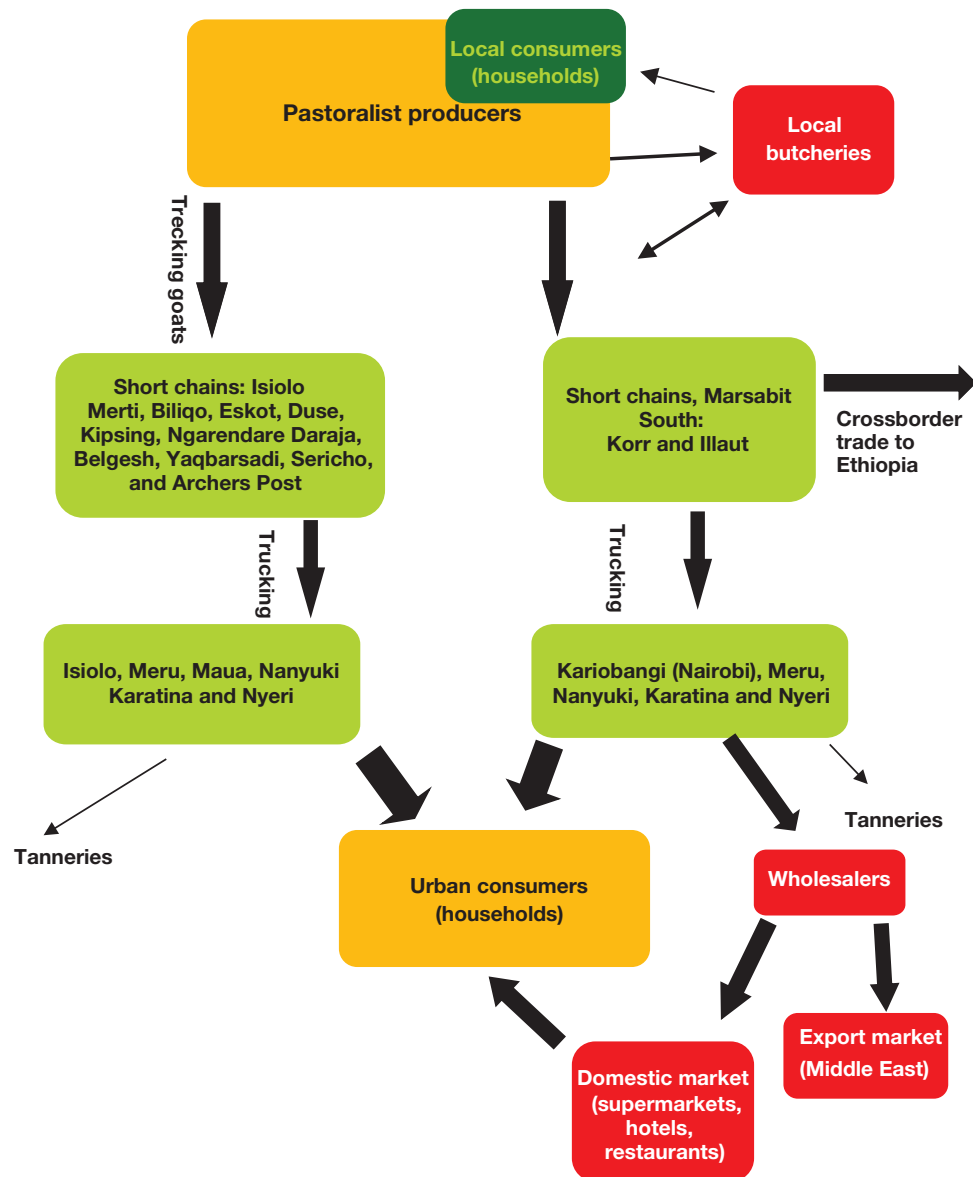 Local consumers
(households)
Pastoralist producers
Local
butcheries
Trecking goats
Short chains: Isiolo
Merti, Biliqo, Eskot, Duse,
Kipsing, Ngarendare Daraja,
Belgesh, Yaqbarsadi, Sericho,
and Archers Post
Short chains, Marsabit
South:
Korr and Illaut
Crossborder
trade to
Ethiopia
Trucking
Trucking
Isiolo, Meru, Maua, Nanyuki
Karatina and Nyeri
Kariobangi (Nairobi), Meru,
Nanyuki, Karatina and Nyeri
Tanneries
Tanneries
Urban consumers
(households)
Wholesalers
Export market
(Middle East)
Domestic market
(supermarkets,
hotels,
restaurants)